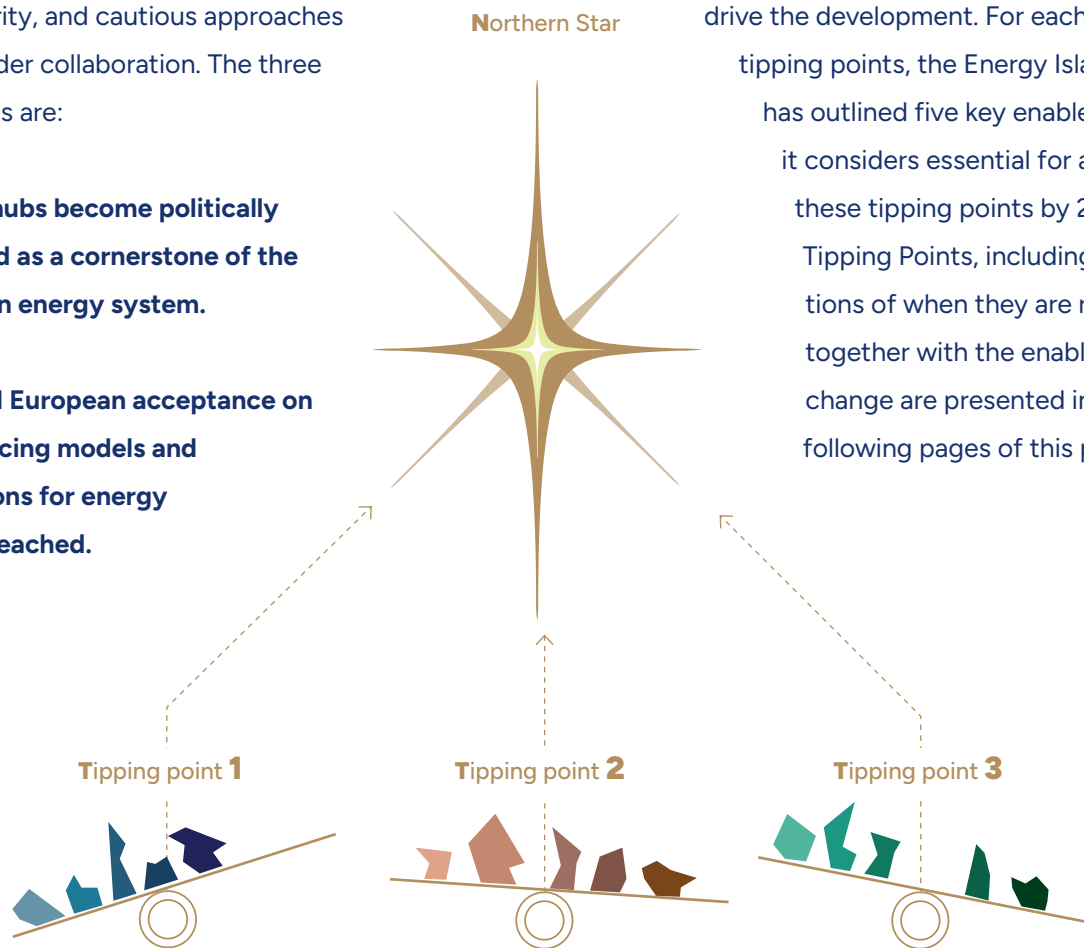 rity, and cautious approaches
der collaboration. The three
s are:
hubs become politically
d as a cornerstone of the
n energy system.
l European acceptance on
cing models and
ons for energy
eached.
Northern Star
drive the development. For each
tipping points, the Energy Isla
has outlined five key enable
it considers essential for a
these tipping points by 2
Tipping Points, including
tions of when they are r
together with the enabl
change are presented in
following pages of this p
Tipping point 1
Tipping point 2
Tipping point 3